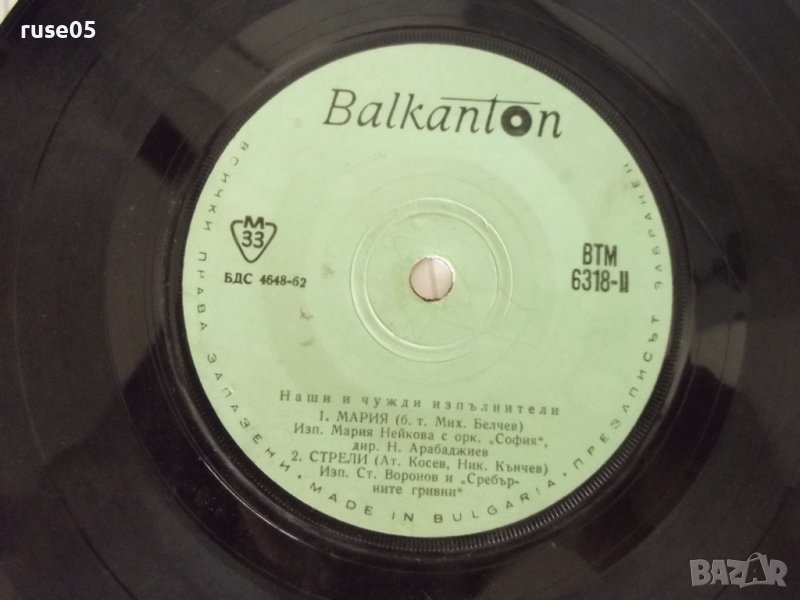 ruse05
Balkanton
М
33
БДС 4648-62
ВТМ
6318-II
Наши и чужди изпълнители
1. МАРИЯ (б. т. Мих. Белчев)
Изп. Мария Нейкова с орк. „София“,
дир. Н. Арабаджиев
2. СТРЕЛИ (Ат. Косев, Ник. Кънчев)
Изп. Ст. Воронов и „Сребър-
ните гривни“
ВСИЧКИ ПРАВА ЗАПАЗЕНИ • MADE IN BULGARIA • ПРЕЗАПИСЪТ ЗАБРАНЕН
BAZAR